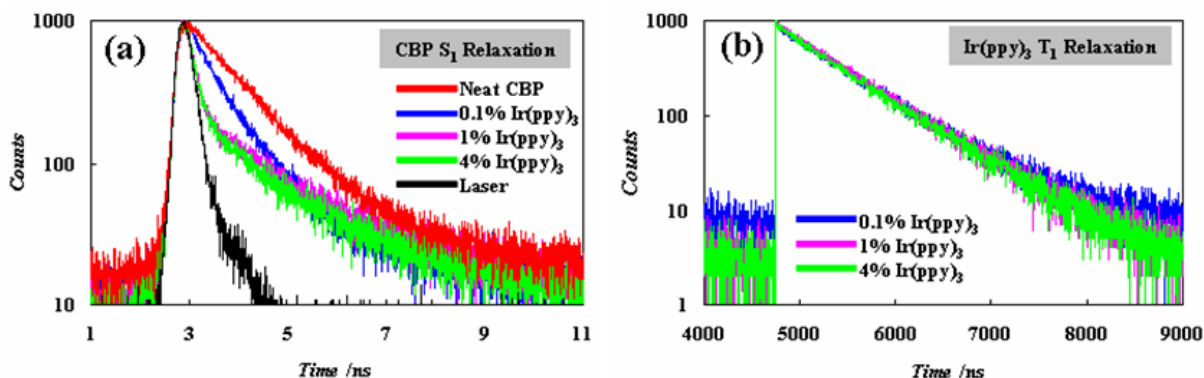 (a)
CBP S1 Relaxation
Neat CBP
0.1% Ir(ppy)3
1% Ir(ppy)3
4% Ir(ppy)3
Laser
1000
100
10
Counts
1 3 5 7 9 11
Time /ns
(b)
Ir(ppy)3 T1 Relaxation
0.1% Ir(ppy)3
1% Ir(ppy)3
4% Ir(ppy)3
1000
100
10
1
Counts
4000 5000 6000 7000 8000 9000
Time /ns